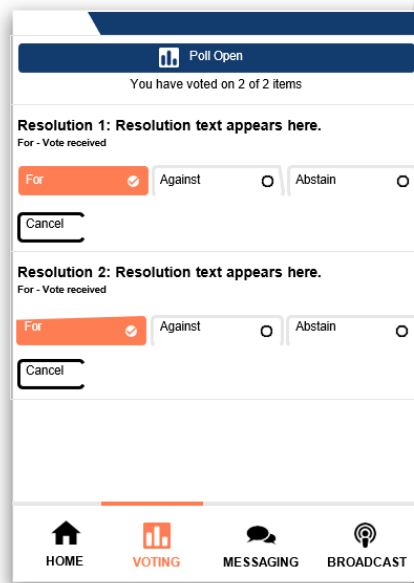 Poll Open
You have voted on 2 of 2 items
Resolution 1: Resolution text appears here.
For - Vote received
For Against Abstain
Cancel
Resolution 2: Resolution text appears here.
For - Vote received
For Against Abstain
Cancel
HOME VOTING MESSAGING BROADCAST